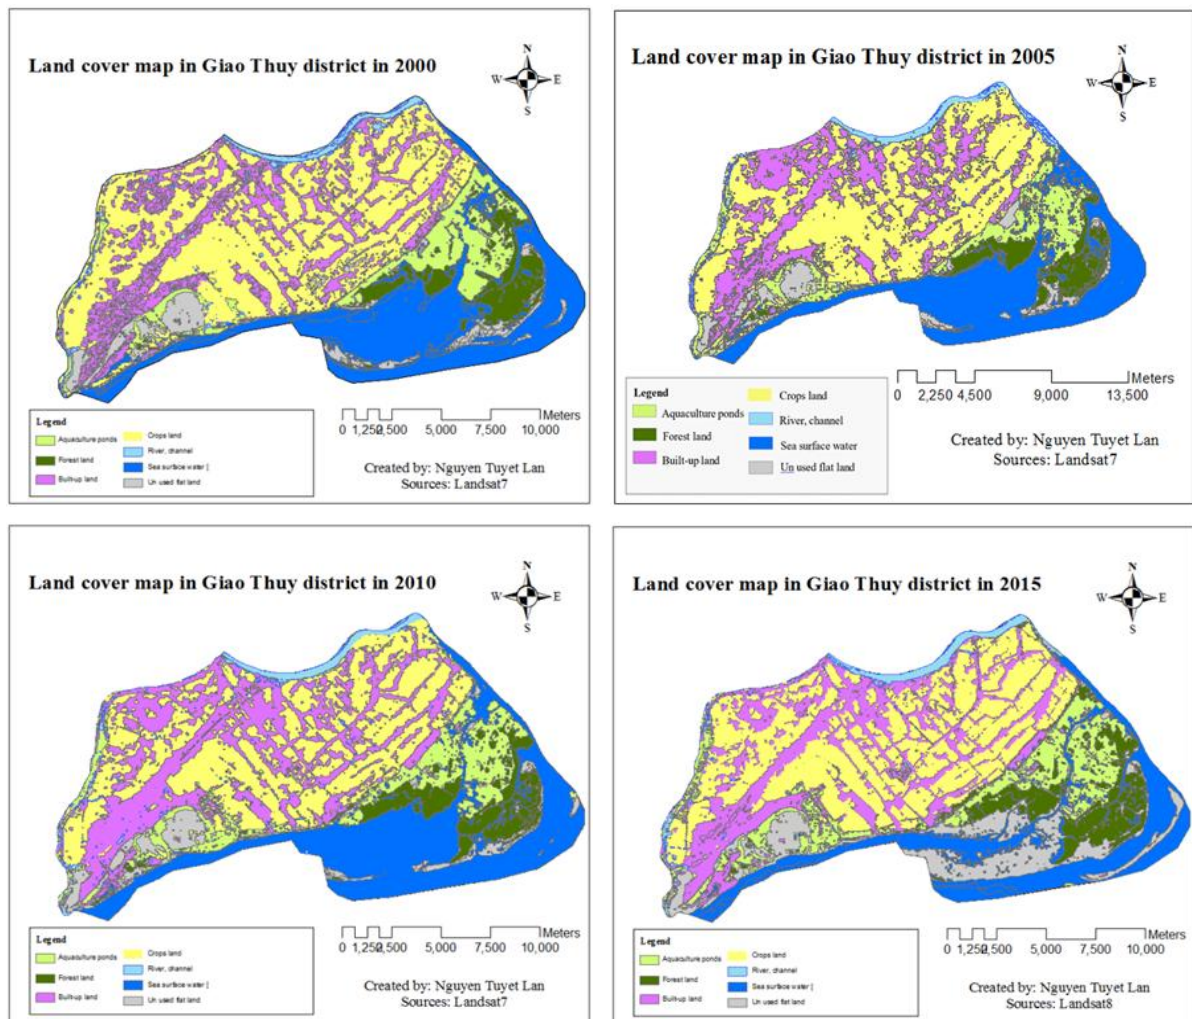 Land cover map in Giao Thuy district in 2000
N
W E
S
Legend
Aquaculture ponds
Forest land
Built-up land
Crops land
River, channel
Sea surface water [
Un used flat land
Meters
0 1,250 2,500 5,000 7,500 10,000
Created by: Nguyen Tuyet Lan
Sources: Landsat7
Land cover map in Giao Thuy district in 2005
N
W E
S
Legend
Aquaculture ponds
Forest land
Built-up land
Crops land
River, channel
Sea surface water
Un used flat land
Meters
0 2,250 4,500 9,000 13,500
Created by: Nguyen Tuyet Lan
Sources: Landsat7
Land cover map in Giao Thuy district in 2010
N
W E
S
Legend
Aquaculture ponds
Forest land
Built-up land
Crops land
River, channel
Sea surface water [
Un used flat land
Meters
0 1,250 2,500 5,000 7,500 10,000
Created by: Nguyen Tuyet Lan
Sources: Landsat7
Land cover map in Giao Thuy district in 2015
N
W E
S
Legend
Aquaculture ponds
Forest land
Built-up land
Crops land
River, channel
Sea surface water [
Un used flat land
Meters
0 1,250 2,500 5,000 7,500 10,000
Created by: Nguyen Tuyet Lan
Sources: Landsat8